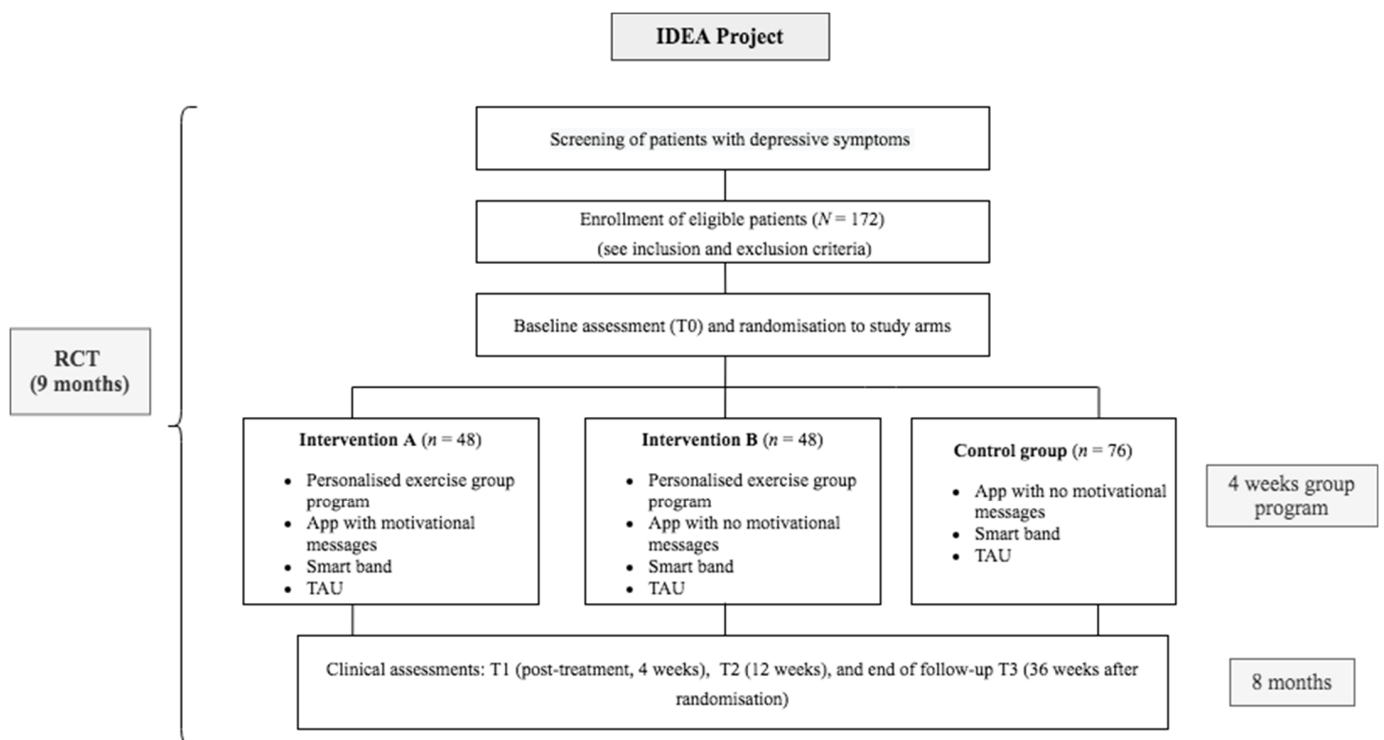 IDEA Project
Screening of patients with depressive symptoms
Enrollment of eligible patients (N = 172)
(see inclusion and exclusion criteria)
Baseline assessment (T0) and randomisation to study arms
RCT
(9 months)
Intervention A (n = 48)
• Personalised exercise group
program
• App with motivational
messages
• Smart band
• TAU
Intervention B (n = 48)
• Personalised exercise group
program
• App with no motivational
messages
• Smart band
• TAU
Control group (n = 76)
• App with no motivational
messages
• Smart band
• TAU
4 weeks group
program
Clinical assessments: T1 (post-treatment, 4 weeks), T2 (12 weeks), and end of follow-up T3 (36 weeks after
randomisation)
8 months